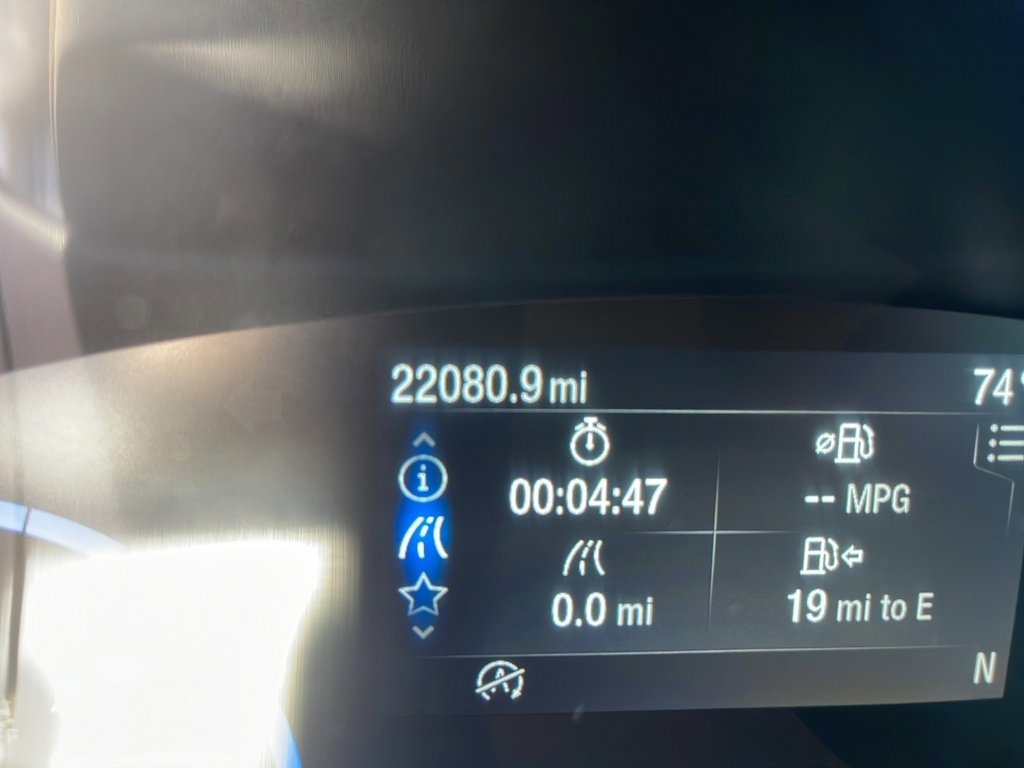 22080.9 mi 74°
00:04:47 -- MPG
0.0 mi 19 mi to E
N